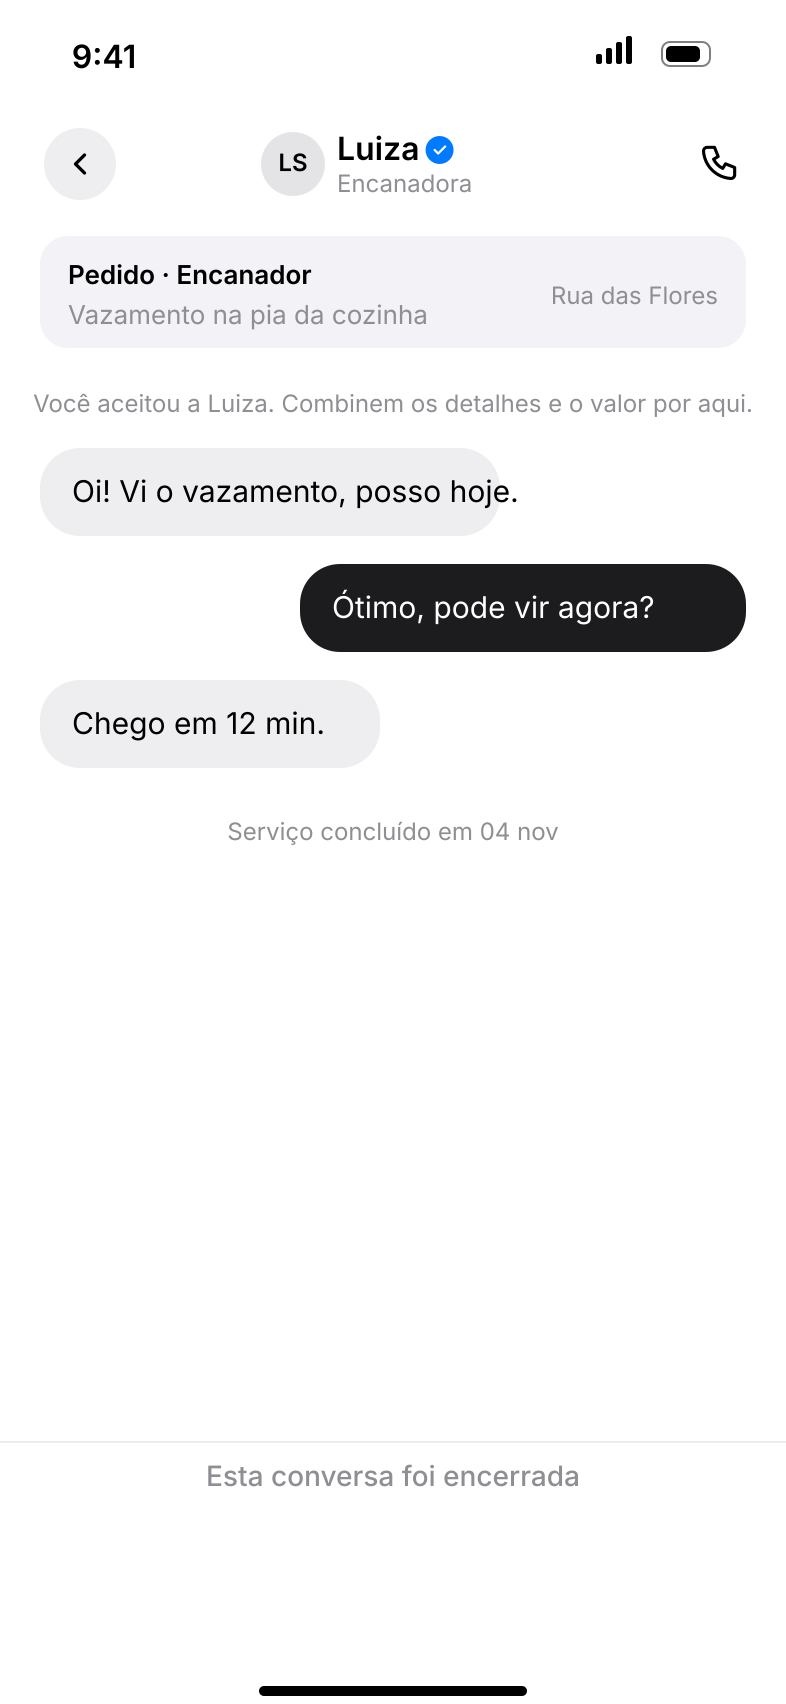 9:41
LS
Luiza
Encanadora
Pedido · Encanador
Vazamento na pia da cozinha
Rua das Flores
Você aceitou a Luiza. Combinem os detalhes e o valor por aqui.
Oi! Vi o vazamento, posso hoje.
Ótimo, pode vir agora?
Chego em 12 min.
Serviço concluído em 04 nov
Esta conversa foi encerrada